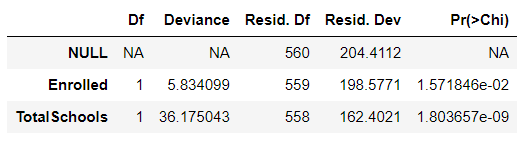 Df Deviance Resid. Df Resid. Dev Pr(>Chi)
NULL NA NA 560 204.4112 NA
Enrolled 1 5.834099 559 198.5771 1.571846e-02
TotalSchools 1 36.175043 558 162.4021 1.803657e-09